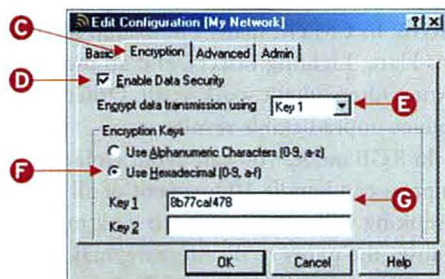 Edit Configuration [My Network]
C
Basic Encryption Advanced Admin
D
Enable Data Security
Encrypt data transmission using Key 1
E
Encryption Keys
Use Alphanumeric Characters (0-9, a-z)
F
Use Hexadecimal (0-9, a-f)
Key 1 8b77caf478
G
Key 2
OK Cancel Help